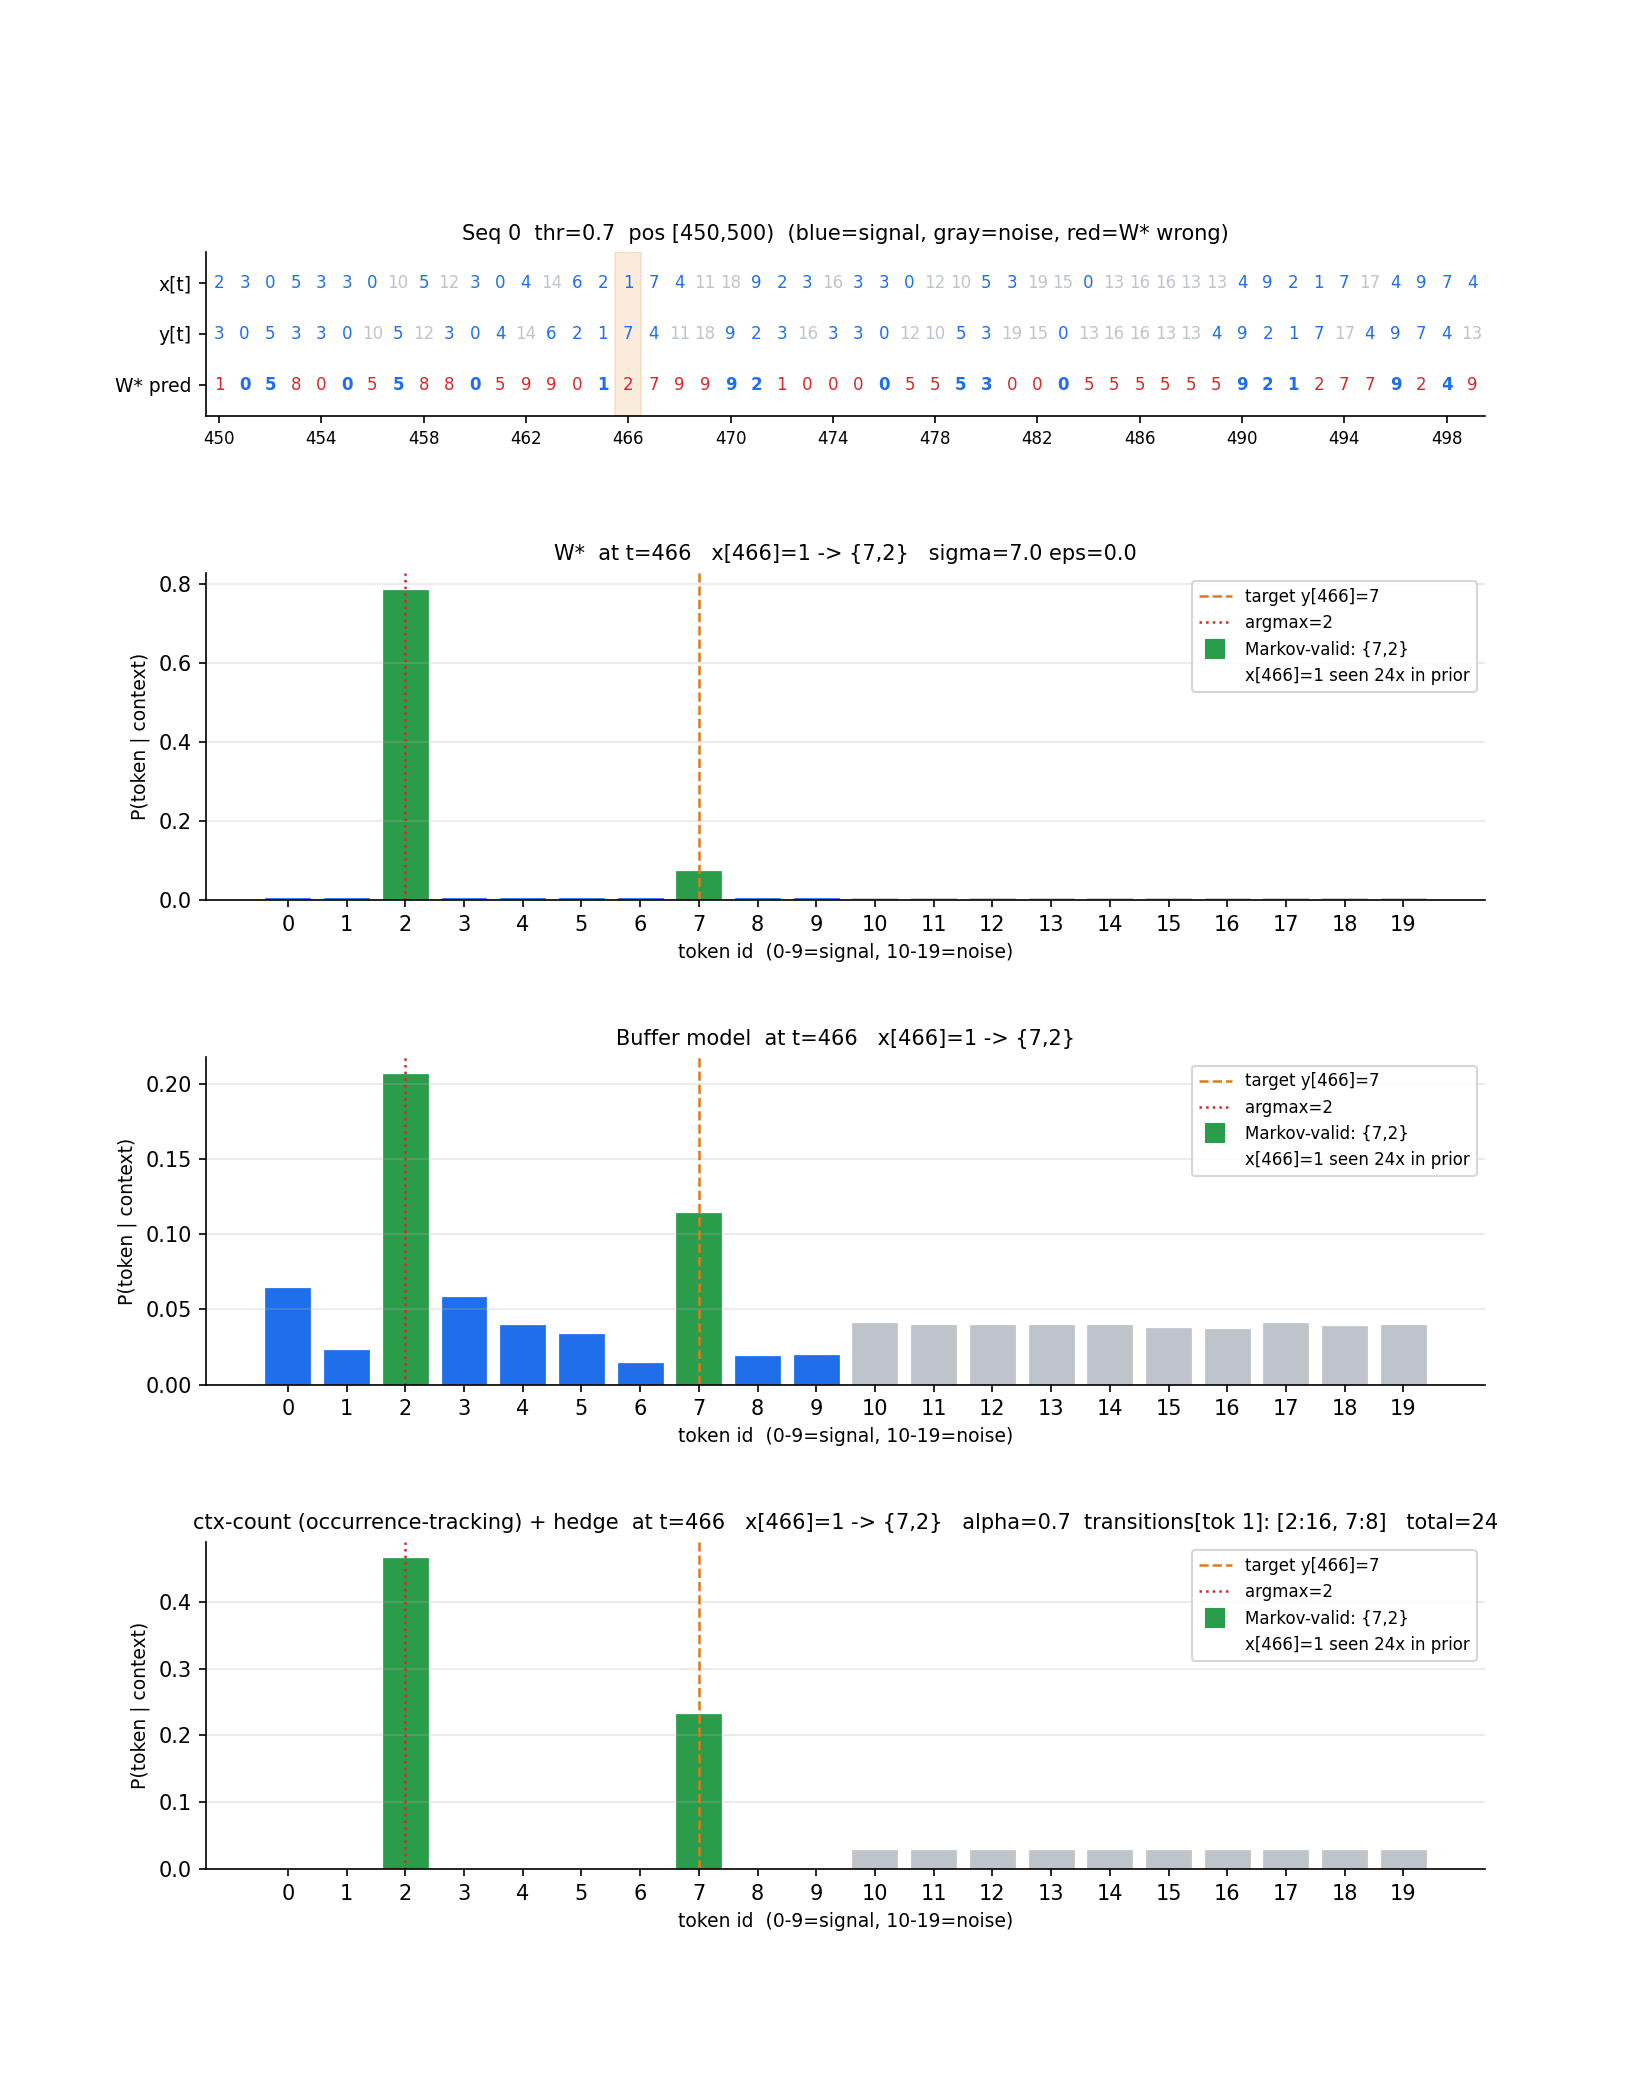 Seq 0  thr=0.7  pos [450,500)  (blue=signal, gray=noise, red=W* wrong)
x[t] 2 3 0 5 3 3 0 10 5 12 3 0 4 14 6 2 1 7 4 11 18 9 2 3 16 3 3 0 12 10 5 3 19 15 0 13 16 16 13 13 4 9 2 1 7 17 4 9 7 4
y[t] 3 0 5 3 3 0 10 5 12 3 0 4 14 6 2 1 7 4 11 18 9 2 3 16 3 3 0 12 10 5 3 19 15 0 13 16 16 13 13 4 9 2 1 7 17 4 9 7 4 13
W* pred 1 0 5 8 0 0 5 5 8 8 0 5 9 9 0 1 2 7 9 9 9 2 1 0 0 0 0 5 5 5 3 0 0 0 5 5 5 5 5 5 9 2 1 2 7 7 9 2 4 9
450 454 458 462 466 470 474 478 482 486 490 494 498
W*  at t=466   x[466]=1 -> {7,2}   sigma=7.0 eps=0.0
P(token | context)
0.8
0.6
0.4
0.2
0.0
target y[466]=7
argmax=2
Markov-valid: {7,2}
x[466]=1 seen 24x in prior
0 1 2 3 4 5 6 7 8 9 10 11 12 13 14 15 16 17 18 19
token id  (0-9=signal, 10-19=noise)
Buffer model  at t=466   x[466]=1 -> {7,2}
P(token | context)
0.20
0.15
0.10
0.05
0.00
target y[466]=7
argmax=2
Markov-valid: {7,2}
x[466]=1 seen 24x in prior
0 1 2 3 4 5 6 7 8 9 10 11 12 13 14 15 16 17 18 19
token id  (0-9=signal, 10-19=noise)
ctx-count (occurrence-tracking) + hedge  at t=466   x[466]=1 -> {7,2}   alpha=0.7  transitions[tok 1]: [2:16, 7:8]   total=24
P(token | context)
0.4
0.3
0.2
0.1
0.0
target y[466]=7
argmax=2
Markov-valid: {7,2}
x[466]=1 seen 24x in prior
0 1 2 3 4 5 6 7 8 9 10 11 12 13 14 15 16 17 18 19
token id  (0-9=signal, 10-19=noise)